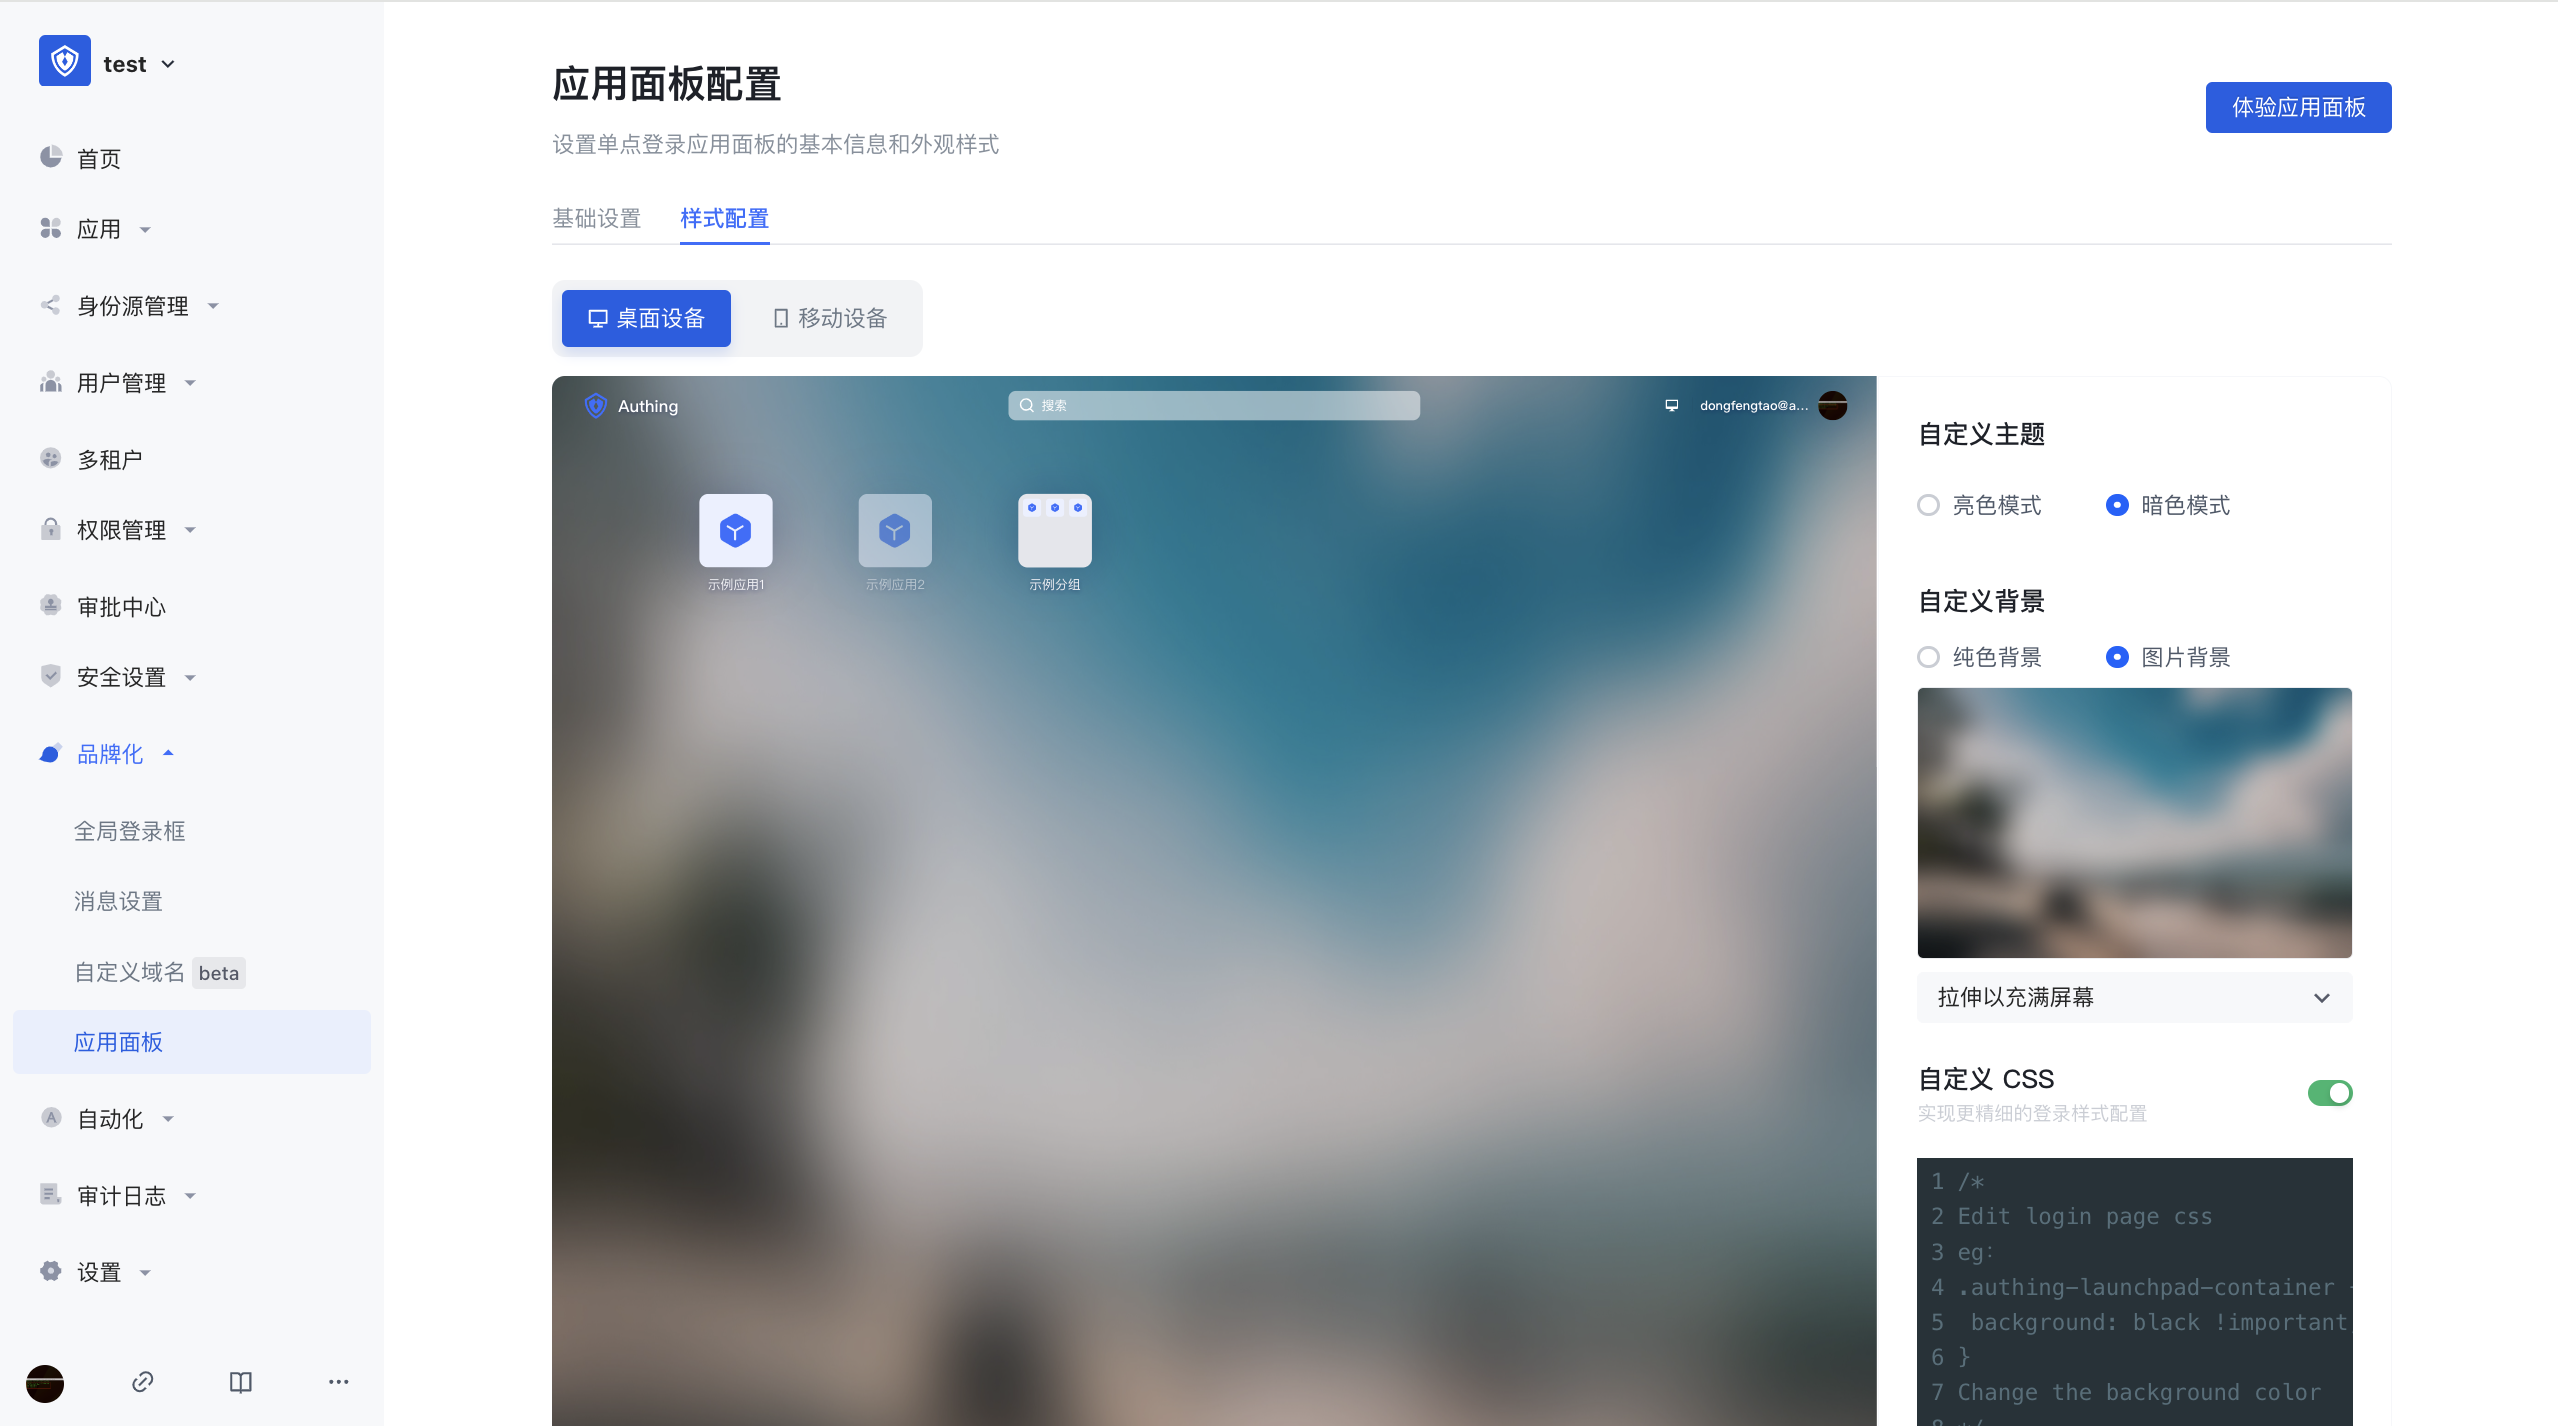 test
首页
应用
身份源管理
用户管理
多租户
权限管理
审批中心
安全设置
品牌化
全局登录框
消息设置
自定义域名 beta
应用面板
自动化
审计日志
设置
应用面板配置
设置单点登录应用面板的基本信息和外观样式
体验应用面板
基础设置 样式配置
桌面设备 移动设备
Authing 搜索 dongfengtao@a...
示例应用1 示例应用2 示例分组
自定义主题
亮色模式 暗色模式
自定义背景
纯色背景 图片背景
拉伸以充满屏幕
自定义 CSS
实现更精细的登录样式配置
1 /*
2 Edit login page css
3 eg:
4 .authing-launchpad-container
5 background: black !important
6 }
7 Change the background color
8 */